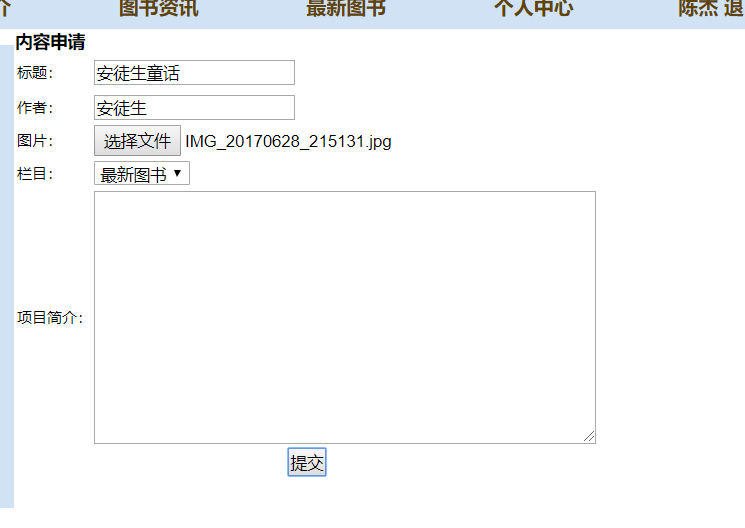 介 图书资讯 最新图书 个人中心 陈杰 退
内容申请
标题: 安徒生童话
作者: 安徒生
图片: 选择文件 IMG_20170628_215131.jpg
栏目: 最新图书
项目简介:
提交